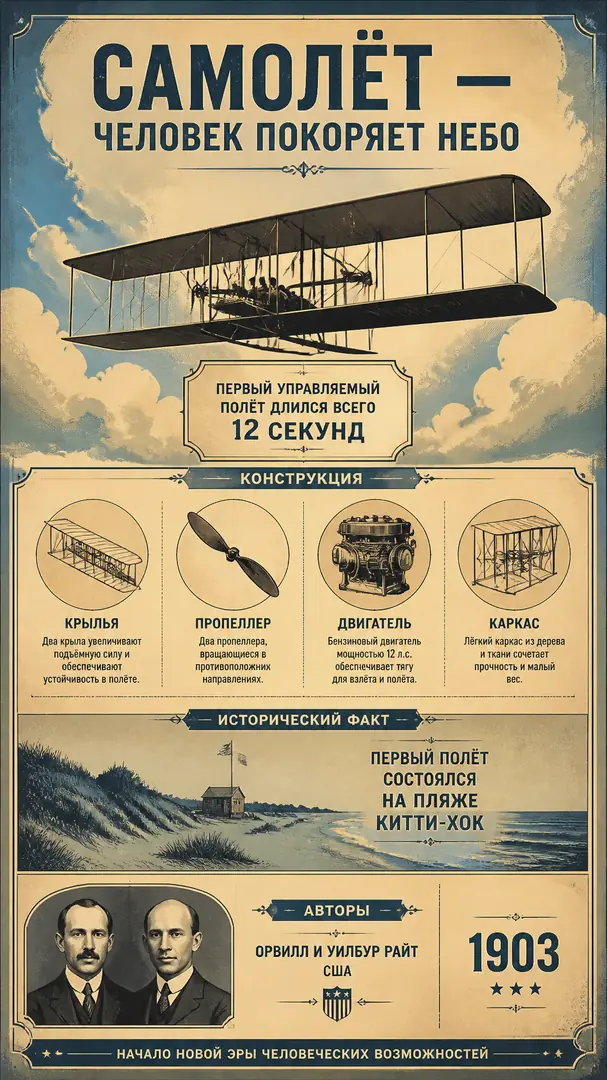 САМОЛЁТ —
ЧЕЛОВЕК ПОКОРЯЕТ НЕБО
ПЕРВЫЙ УПРАВЛЯЕМЫЙ
ПОЛЁТ ДЛИЛСЯ ВСЕГО
12 СЕКУНД
КОНСТРУКЦИЯ
КРЫЛЬЯ
Два крыла увеличивают
подъёмную силу и
обеспечивают
устойчивость в полёте.
ПРОПЕЛЛЕР
Два пропеллера,
вращающиеся в
противоположних
направлениях.
ДВИГАТЕЛЬ
Бензиновый двигатель
мощностью 12 л.с.
обеспечивает тягу
для взлёта и полёта.
КАРКАС
Лёгкий каркас из дерева
и ткани сочетает
прочность и малый
вес.
ИСТОРИЧЕСКИЙ ФАКТ
ПЕРВЫЙ ПОЛЁТ
СОСТОЯЛСЯ
НА ПЛЯЖЕ
КИТТИ-ХОК
АВТОРЫ
ОРВИЛЛ И УИЛБУР РАЙТ
США
1903
НАЧАЛО НОВОЙ ЭРЫ ЧЕЛОВЕЧЕСКИХ ВОЗМОЖНОСТЕЙ